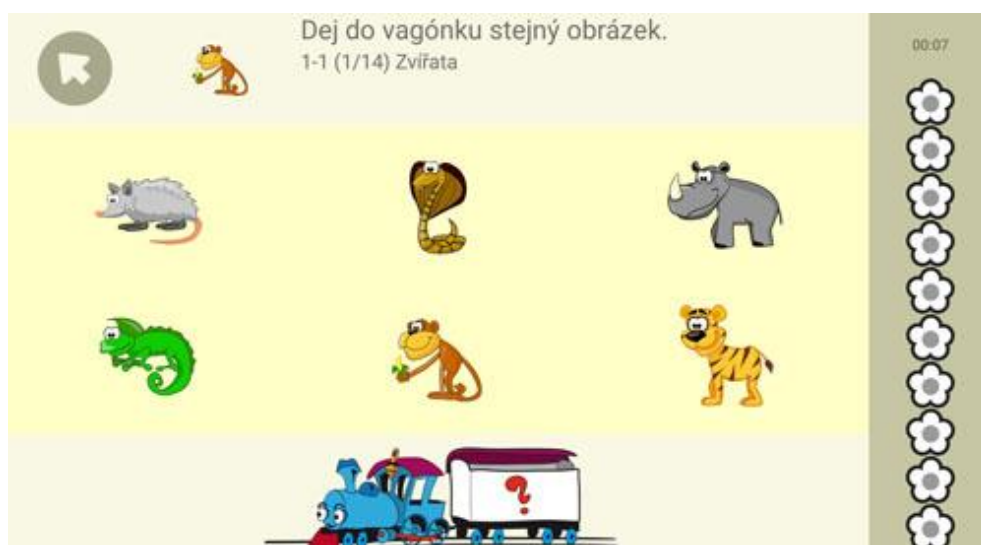 Dej do vagónku stejný obrázek.
1-1 (1/14) Zvířata
00:07
?